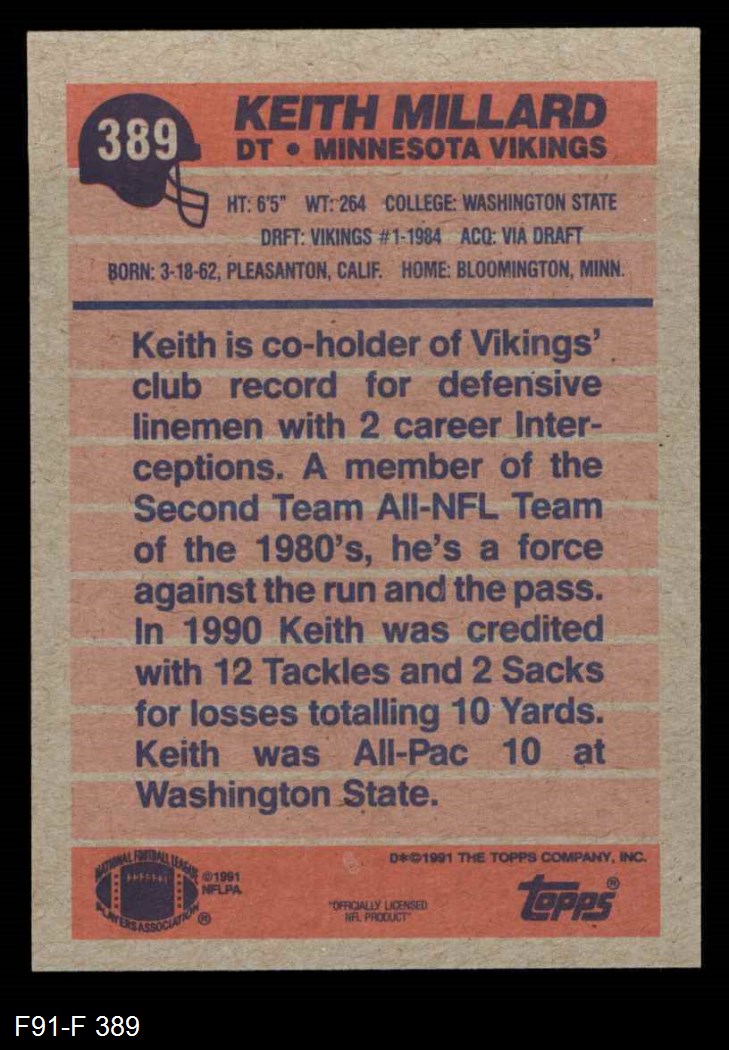 389
KEITH MILLARD
DT • MINNESOTA VIKINGS
HT: 6'5" WT: 264 COLLEGE: WASHINGTON STATE
DRFT: VIKINGS #1-1984 ACQ: VIA DRAFT
BORN: 3-18-62, PLEASANTON, CALIF. HOME: BLOOMINGTON, MINN.
Keith is co-holder of Vikings'
club record for defensive
linemen with 2 career Inter-
ceptions. A member of the
Second Team All-NFL Team
of the 1980's, he's a force
against the run and the pass.
In 1990 Keith was credited
with 12 Tackles and 2 Sacks
for losses totalling 10 Yards.
Keith was All-Pac 10 at
Washington State.
D*©1991 THE TOPPS COMPANY, INC.
NATIONAL FOOTBALL LEAGUE
PLAYERS ASSOCIATION ®
©1991
NFLPA
"OFFICIALLY LICENSED
NFL PRODUCT"
topps®
F91-F 389